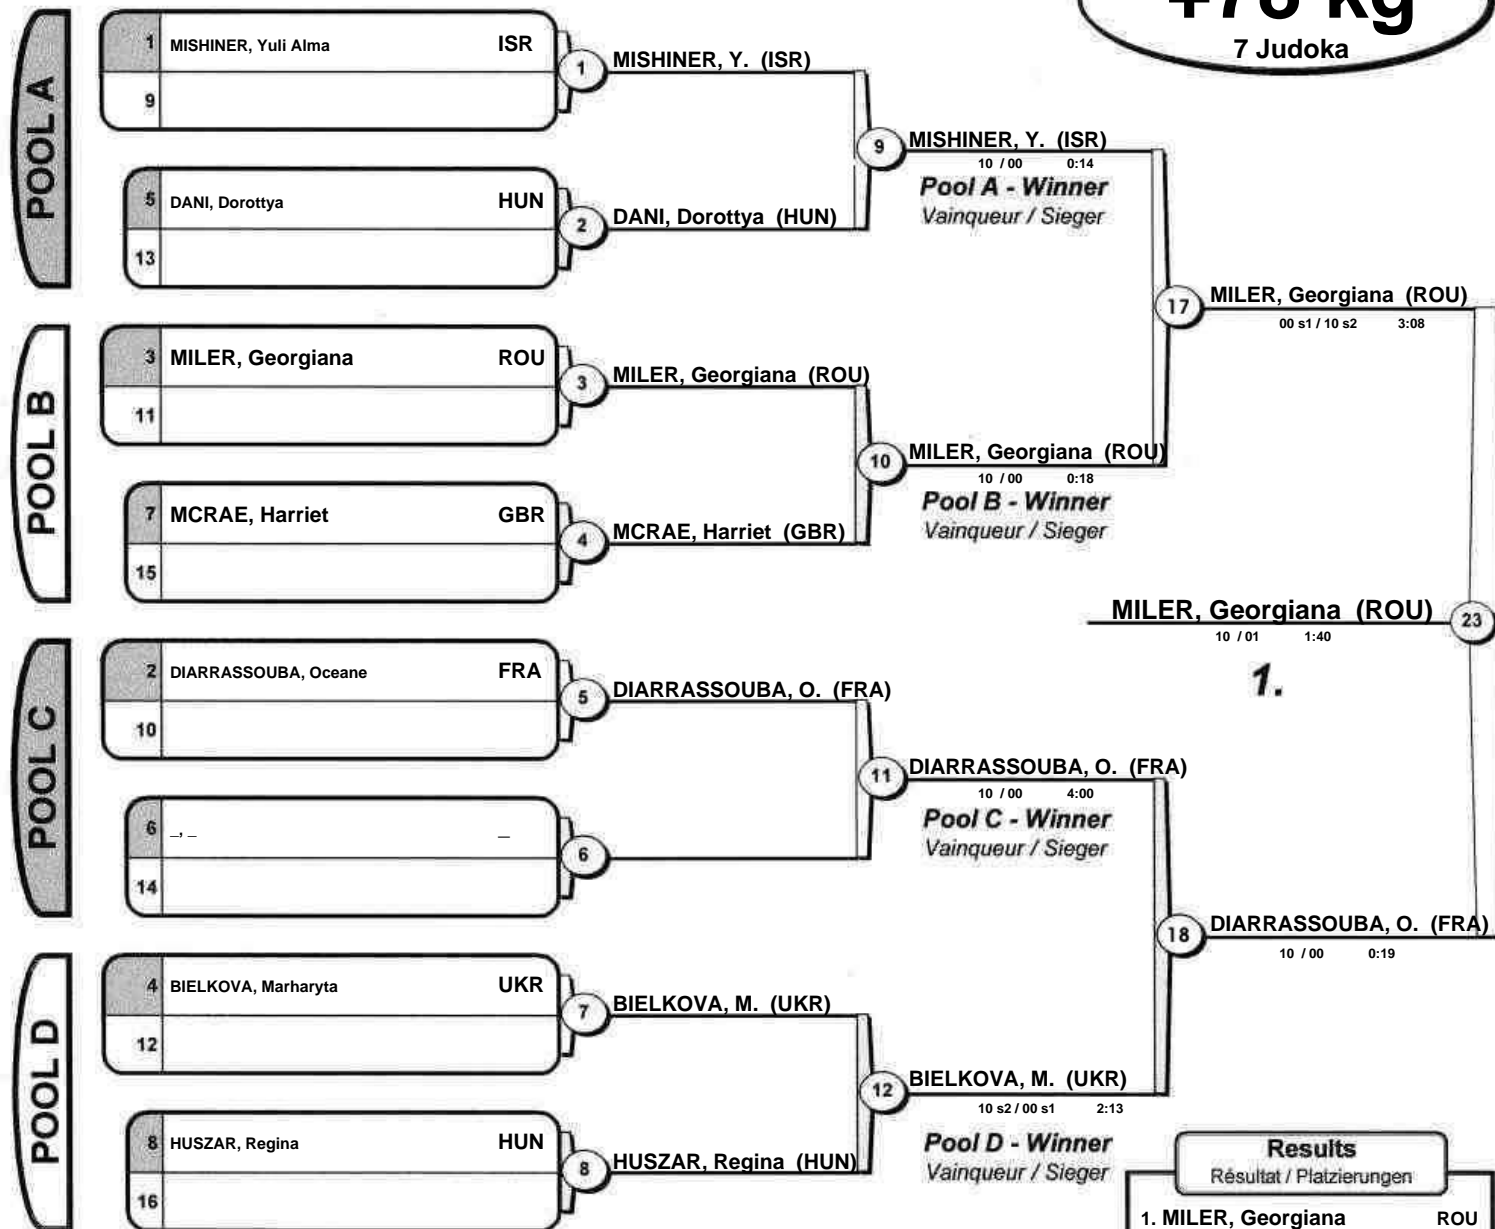 +78 kg
7 Judoka
POOL A
1 MISHINER, Yuli Alma ISR
9
1 MISHINER, Y. (ISR)
5 DANI, Dorottya HUN
13
2 DANI, Dorottya (HUN)
9 MISHINER, Y. (ISR)
10 / 00 0:14
Pool A - Winner
Vainqueur / Sieger
POOL B
3 MILER, Georgiana ROU
11
3 MILER, Georgiana (ROU)
7 MCRAE, Harriet GBR
15
4 MCRAE, Harriet (GBR)
10 MILER, Georgiana (ROU)
10 / 00 0:18
Pool B - Winner
Vainqueur / Sieger
17 MILER, Georgiana (ROU)
00 s1 / 10 s2 3:08
MILER, Georgiana (ROU) 23
10 / 01 1:40
1.
POOL C
2 DIARRASSOUBA, Oceane FRA
10
5 DIARRASSOUBA, O. (FRA)
6 _, _ _
14
6
11 DIARRASSOUBA, O. (FRA)
10 / 00 4:00
Pool C - Winner
Vainqueur / Sieger
18 DIARRASSOUBA, O. (FRA)
10 / 00 0:19
POOL D
4 BIELKOVA, Marharyta UKR
12
7 BIELKOVA, M. (UKR)
8 HUSZAR, Regina HUN
16
8 HUSZAR, Regina (HUN)
12 BIELKOVA, M. (UKR)
10 s2 / 00 s1 2:13
Pool D - Winner
Vainqueur / Sieger
Results
Résultat / Platzierungen
1. MILER, Georgiana ROU